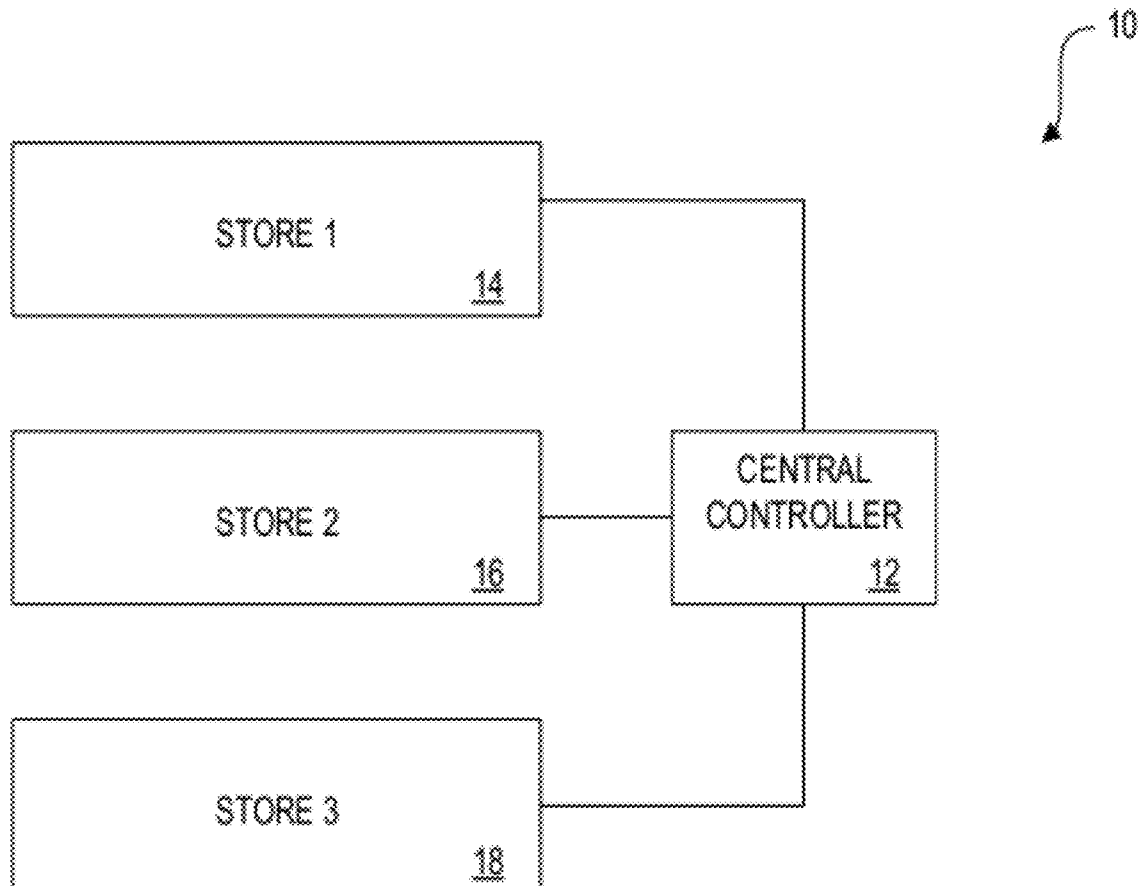 10
STORE 1
14
STORE 2
16
CENTRAL
CONTROLLER
12
STORE 3
18